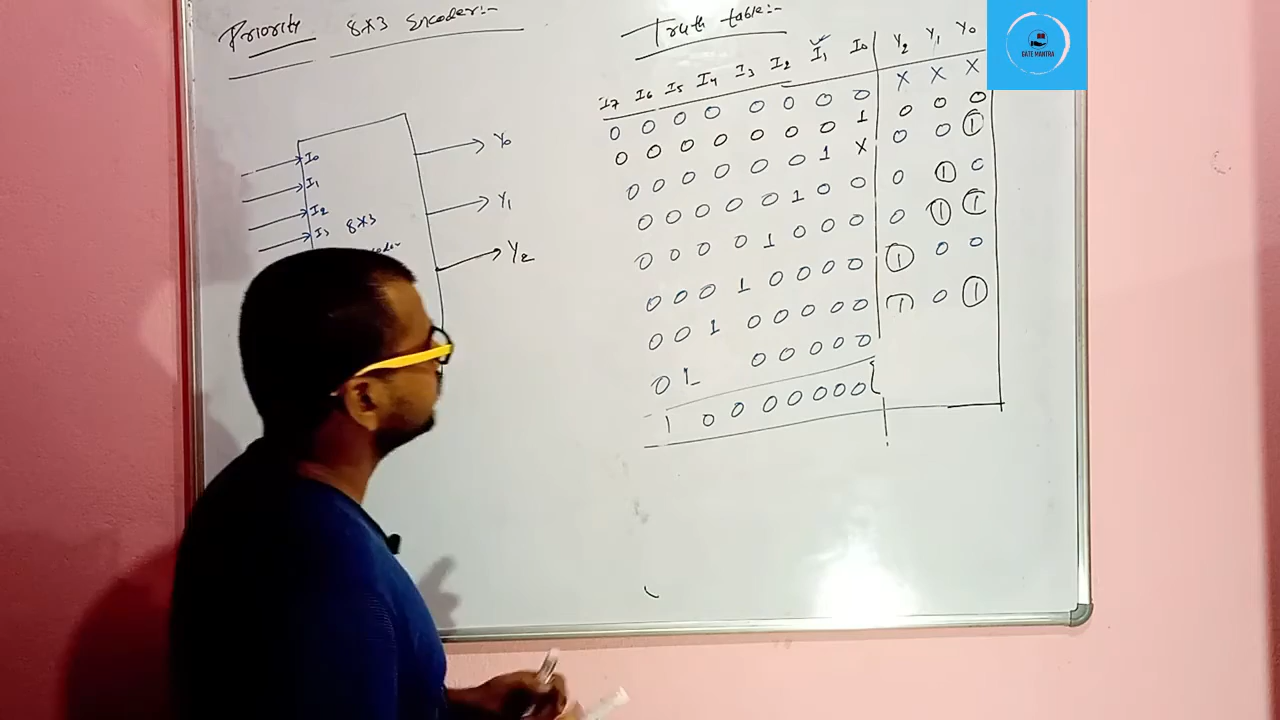 Priority 8x3 Encoder:-
Truth table:-
I7 I6 I5 I4 I3 I2 I1 I0 Y2 Y1 Y0
0 0 0 0 0 0 0 0 X X X
0 0 0 0 0 0 0 1 0 0 0
0 0 0 0 0 0 1 X 0 0 1
0 0 0 0 0 1 0 0 0 1 0
0 0 0 0 1 0 0 0 0 1 1
0 0 0 1 0 0 0 0 1 0 0
0 0 1 0 0 0 0 0 1 0 1
0 1 0 0 0 0 0
1 0 0 0 0 0 0 0
I0
I1
I2
I3
8x3
Y0
Y1
Y2
GATE MANTRA